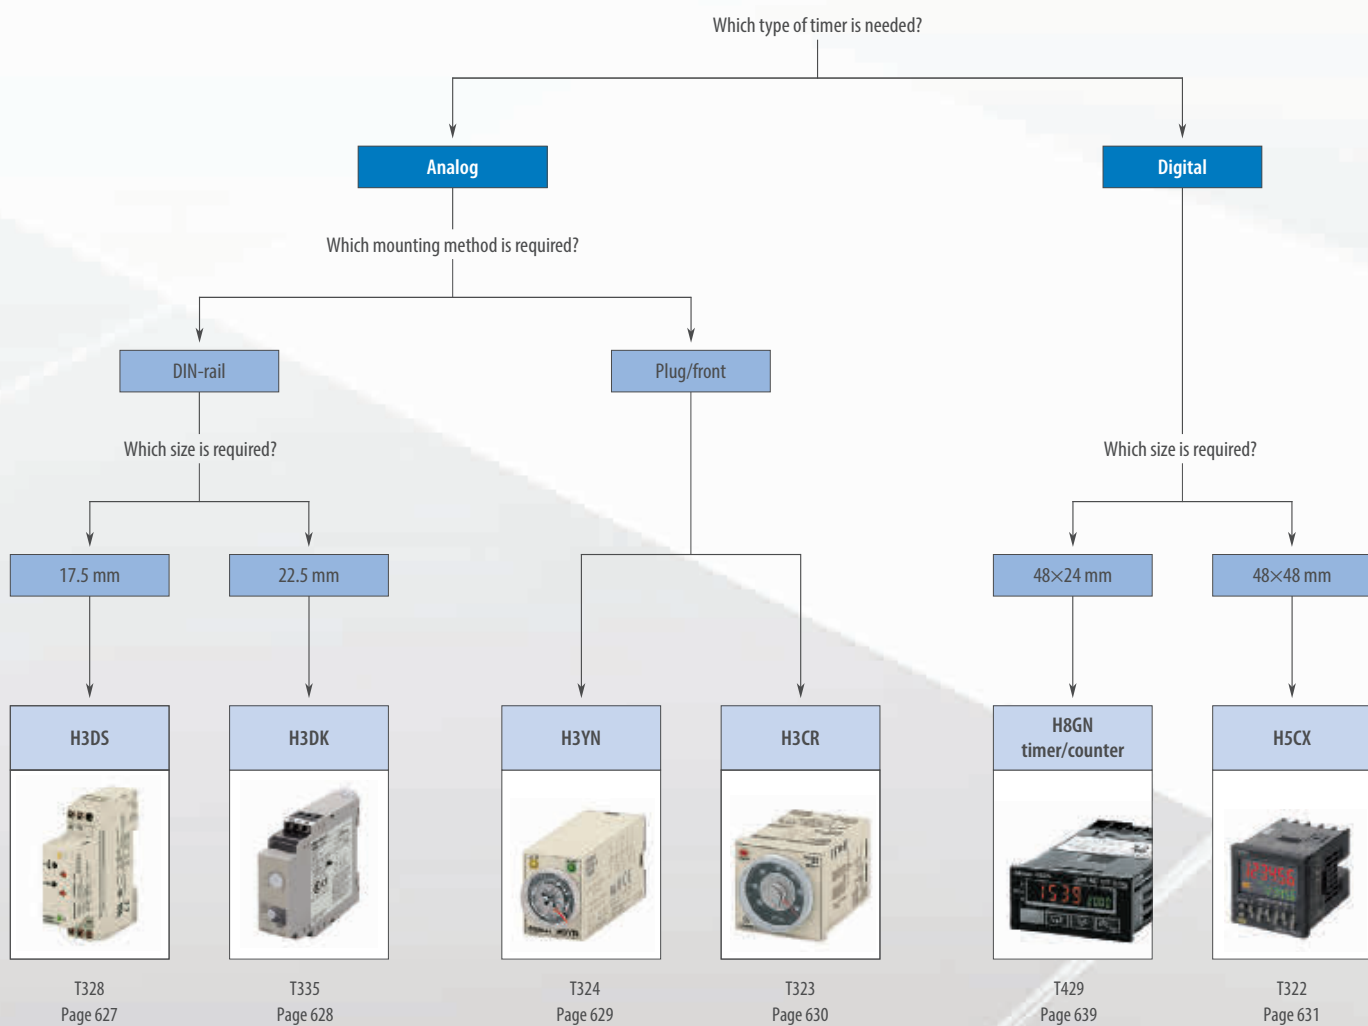 Which type of timer is needed?
Analog
Digital
Which mounting method is required?
DIN-rail
Plug/front
Which size is required?
Which size is required?
17.5 mm
22.5 mm
48×24 mm
48×48 mm
H3DS
H3DK
H3YN
H3CR
H8GN
timer/counter
H5CX
1539
2000
123456
T328
T335
T324
T323
T429
T322
Page 627
Page 628
Page 629
Page 630
Page 639
Page 631